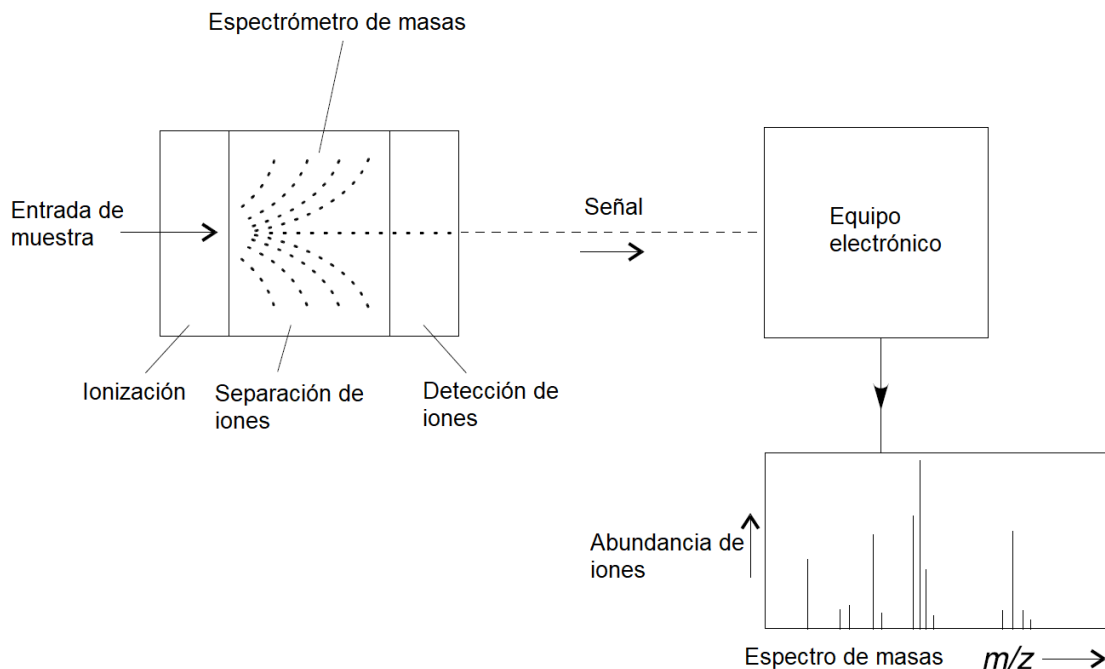 Espectrómetro de masas
Entrada de
muestra
Señal
Equipo
electrónico
Ionización
Separación de
iones
Detección de
iones
Abundancia de
iones
Espectro de masas
m/z